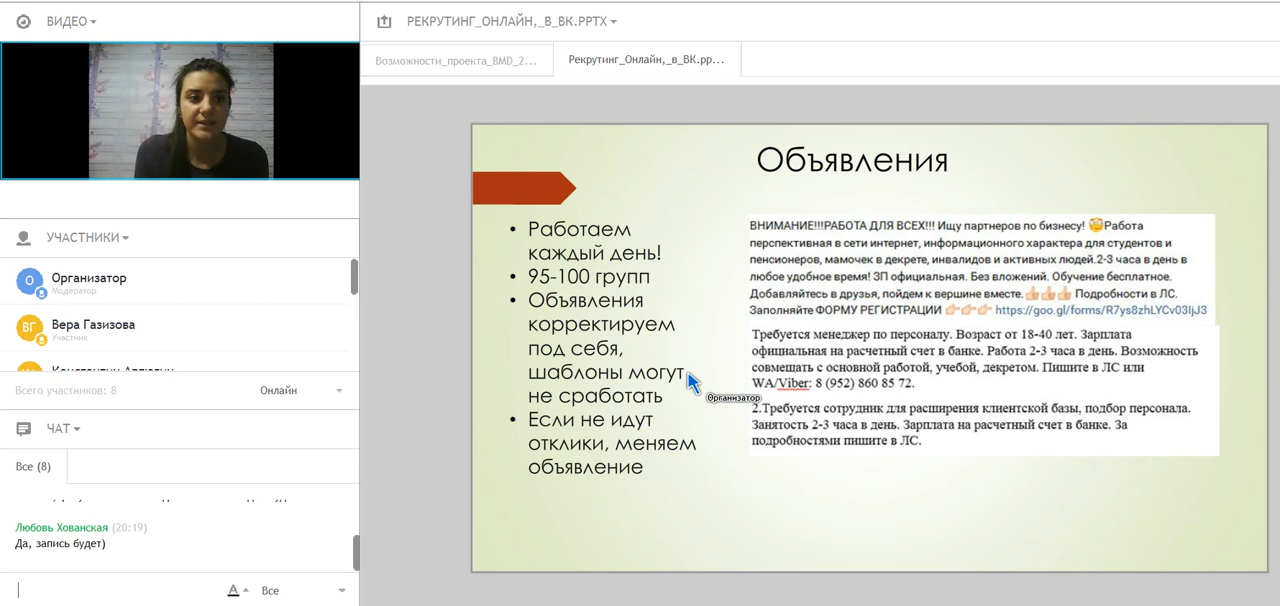 ВИДЕО
РЕКРУТИНГ_ОНЛАЙН,_В_ВК.PPTX
Возможности_проекта_BMD_2...
Рекрутинг_Онлайн,_в_ВК.pp...
УЧАСТНИКИ
О
Организатор
Модератор
ВГ
Вера Газизова
Участник
Всего участников: 8
Онлайн
ЧАТ
Все (8)
Любовь Хованская (20:19)
Да, запись будет)
A
Все
Объявления
• Работаем
каждый день!
• 95-100 групп
• Объявления
корректируем
под себя,
шаблоны могут
не сработать
• Если не идут
отклики, меняем
объявление
Организатор
ВНИМАНИЕ!!!РАБОТА ДЛЯ ВСЕХ!!! Ищу партнеров по бизнесу! Работа
перспективная в сети интернет, информационного характера для студентов и
пенсионеров, мамочек в декрете, инвалидов и активных людей.2-3 часа в день в
любое удобное время! ЗП официальная. Без вложений. Обучение бесплатное.
Добавляйтесь в друзья, пойдем к вершине вместе. Подробности в ЛС.
Заполняйте ФОРМУ РЕГИСТРАЦИИ https://goo.gl/forms/R7ys8zhLYCv03IjJ3
Требуется менеджер по персоналу. Возраст от 18-40 лет. Зарплата
официальная на расчетный счет в банке. Работа 2-3 часа в день. Возможность
совмещать с основной работой, учебой, декретом. Пишите в ЛС или
WA/Viber: 8 (952) 860 85 72.
2.Требуется сотрудник для расширения клиентской базы, подбор персонала.
Занятость 2-3 часа в день. Зарплата на расчетный счет в банке. За
подробностями пишите в ЛС.